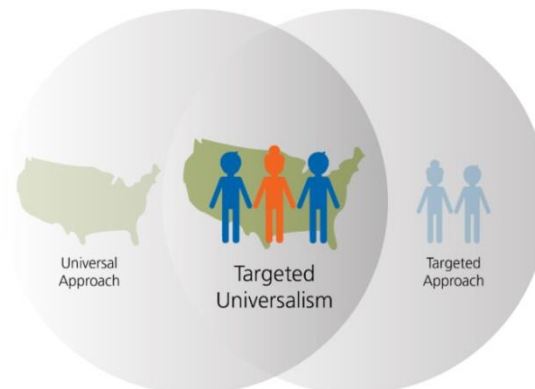 Universal
Approach
Targeted
Universalism
Targeted
Approach